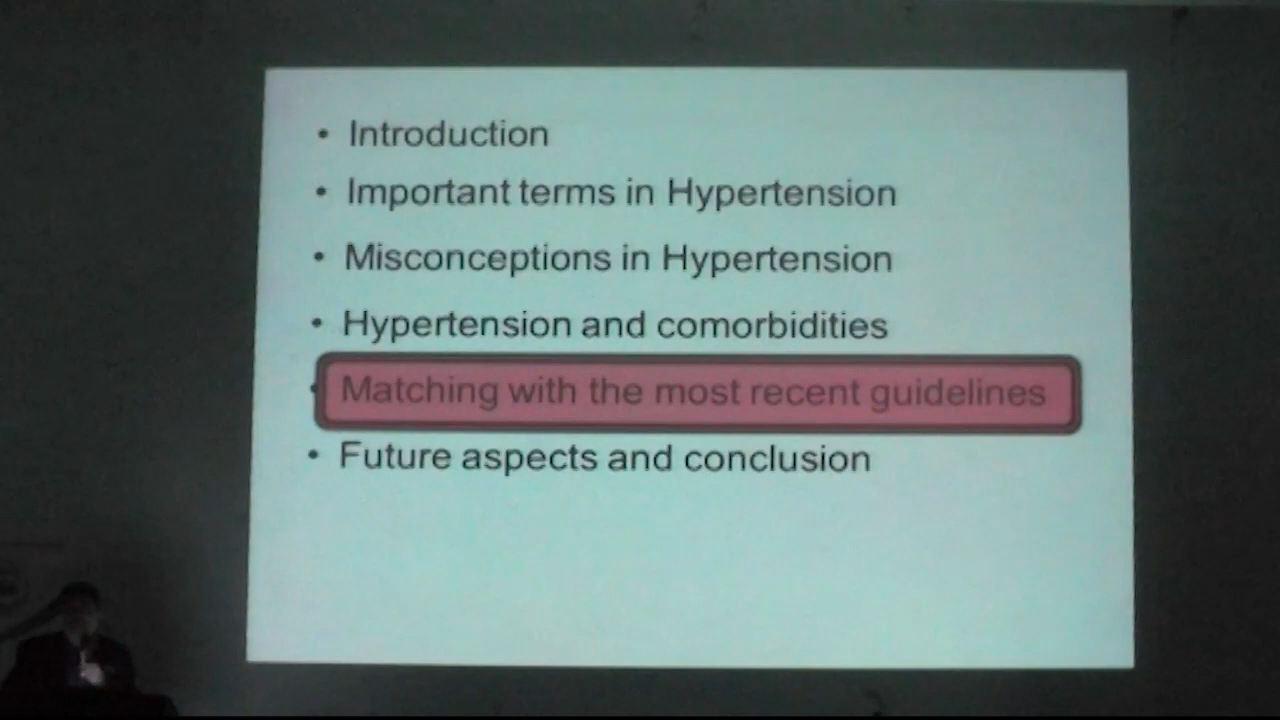 • Introduction
• Important terms in Hypertension
• Misconceptions in Hypertension
• Hypertension and comorbidities
• Matching with the most recent guidelines
• Future aspects and conclusion